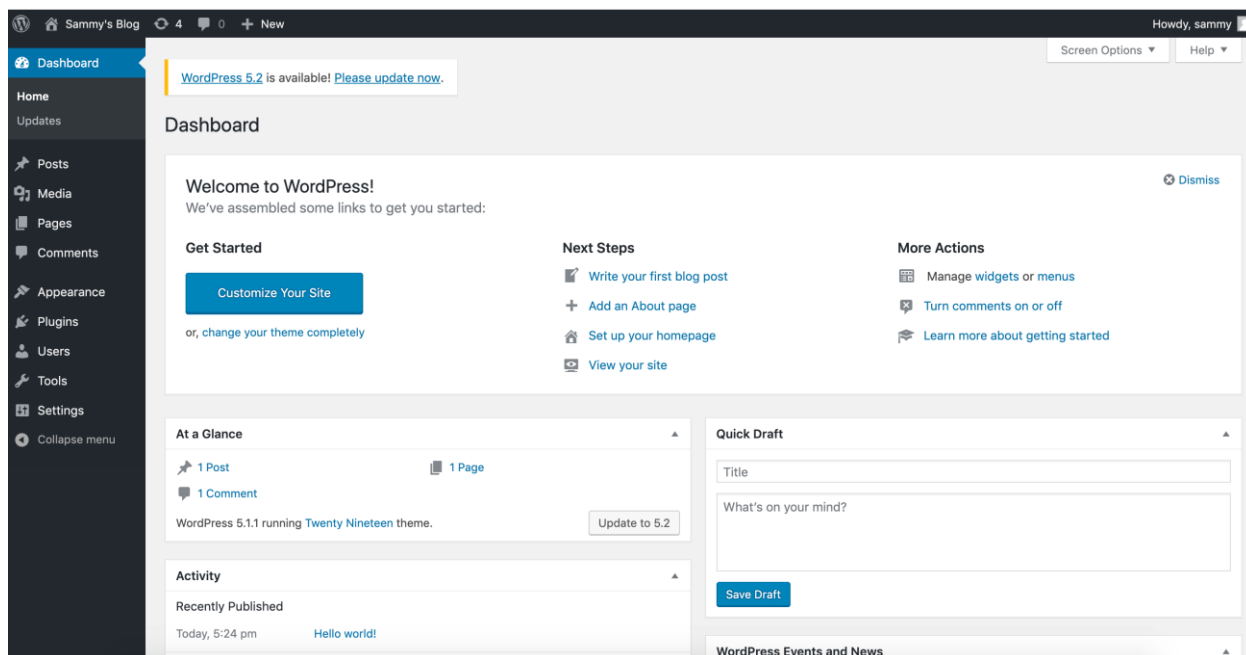 Sammy's Blog 4 0 New
Howdy, sammy
Dashboard
Home
Updates
Posts
Media
Pages
Comments
Appearance
Plugins
Users
Tools
Settings
Collapse menu
Screen Options ▼ Help ▼
WordPress 5.2 is available! Please update now.
Dashboard
Welcome to WordPress!
We've assembled some links to get you started:
Dismiss
Get Started
Customize Your Site
or, change your theme completely
Next Steps
Write your first blog post
Add an About page
Set up your homepage
View your site
More Actions
Manage widgets or menus
Turn comments on or off
Learn more about getting started
At a Glance
1 Post
1 Page
1 Comment
WordPress 5.1.1 running Twenty Nineteen theme.
Update to 5.2
Activity
Recently Published
Today, 5:24 pm Hello world!
Quick Draft
Title
What's on your mind?
Save Draft
WordPress Events and News